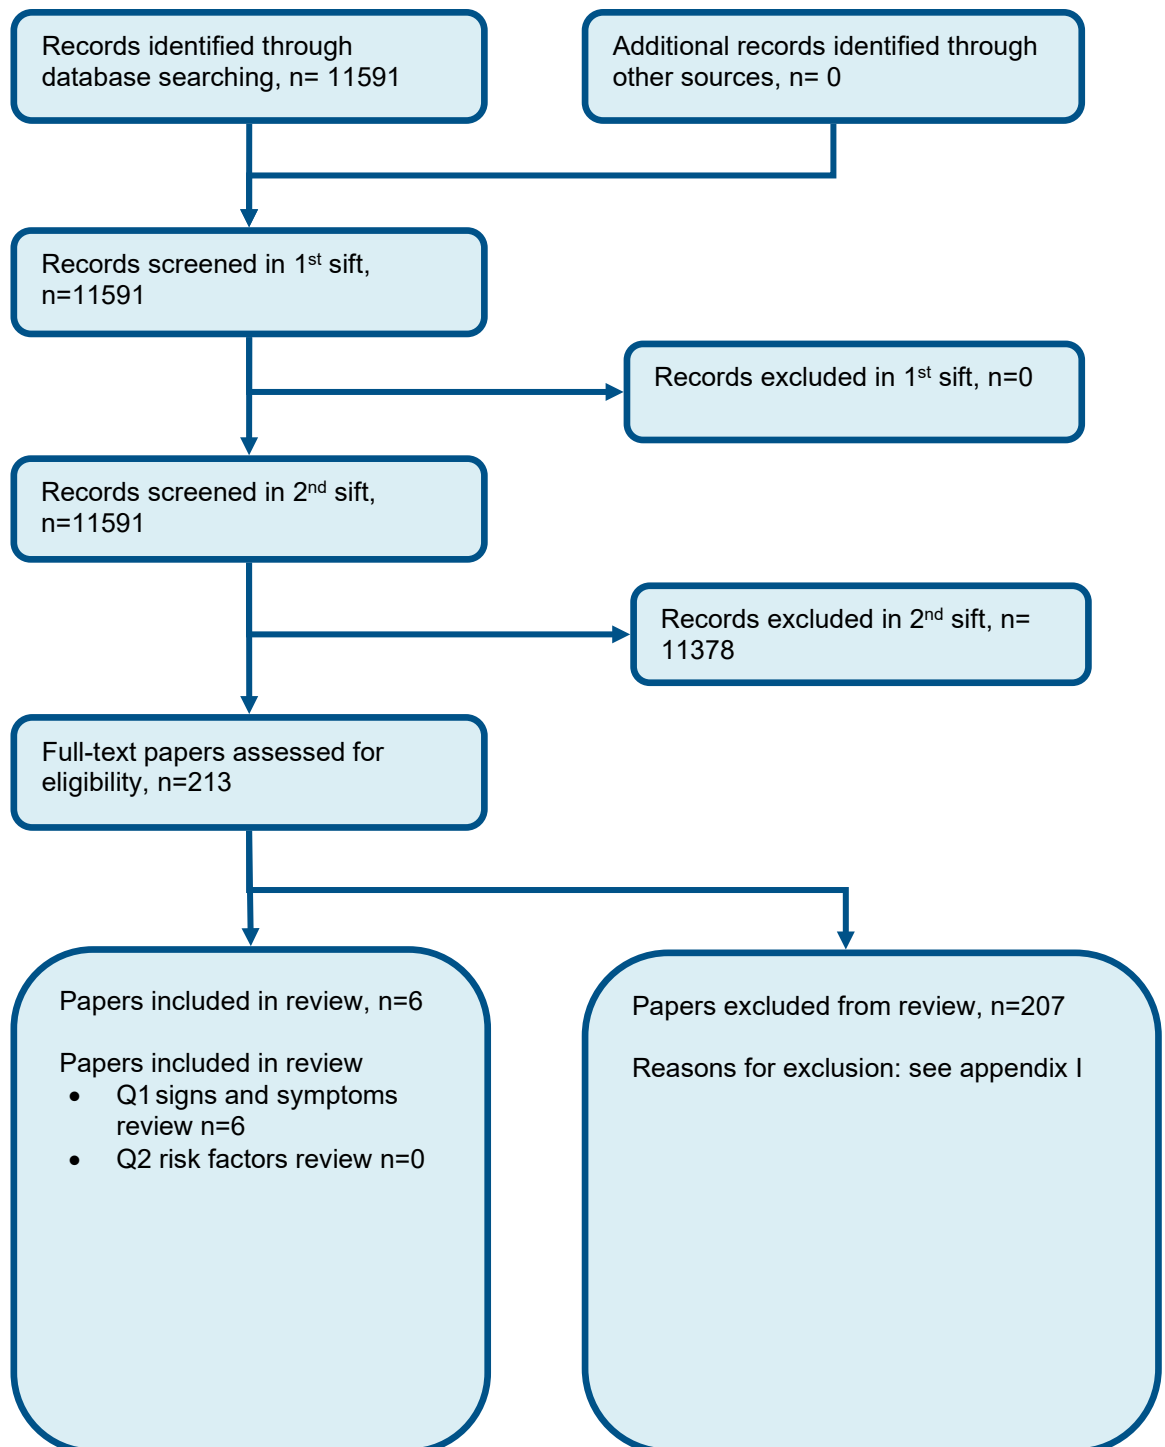 Records identified through
database searching, n= 11591
Additional records identified through
other sources, n= 0
Records screened in 1st sift,
n=11591
Records excluded in 1st sift, n=0
Records screened in 2nd sift,
n=11591
Records excluded in 2nd sift, n=
11378
Full-text papers assessed for
eligibility, n=213
Papers included in review, n=6
Papers included in review
• Q1 signs and symptoms
review n=6
• Q2 risk factors review n=0
Papers excluded from review, n=207
Reasons for exclusion: see appendix I